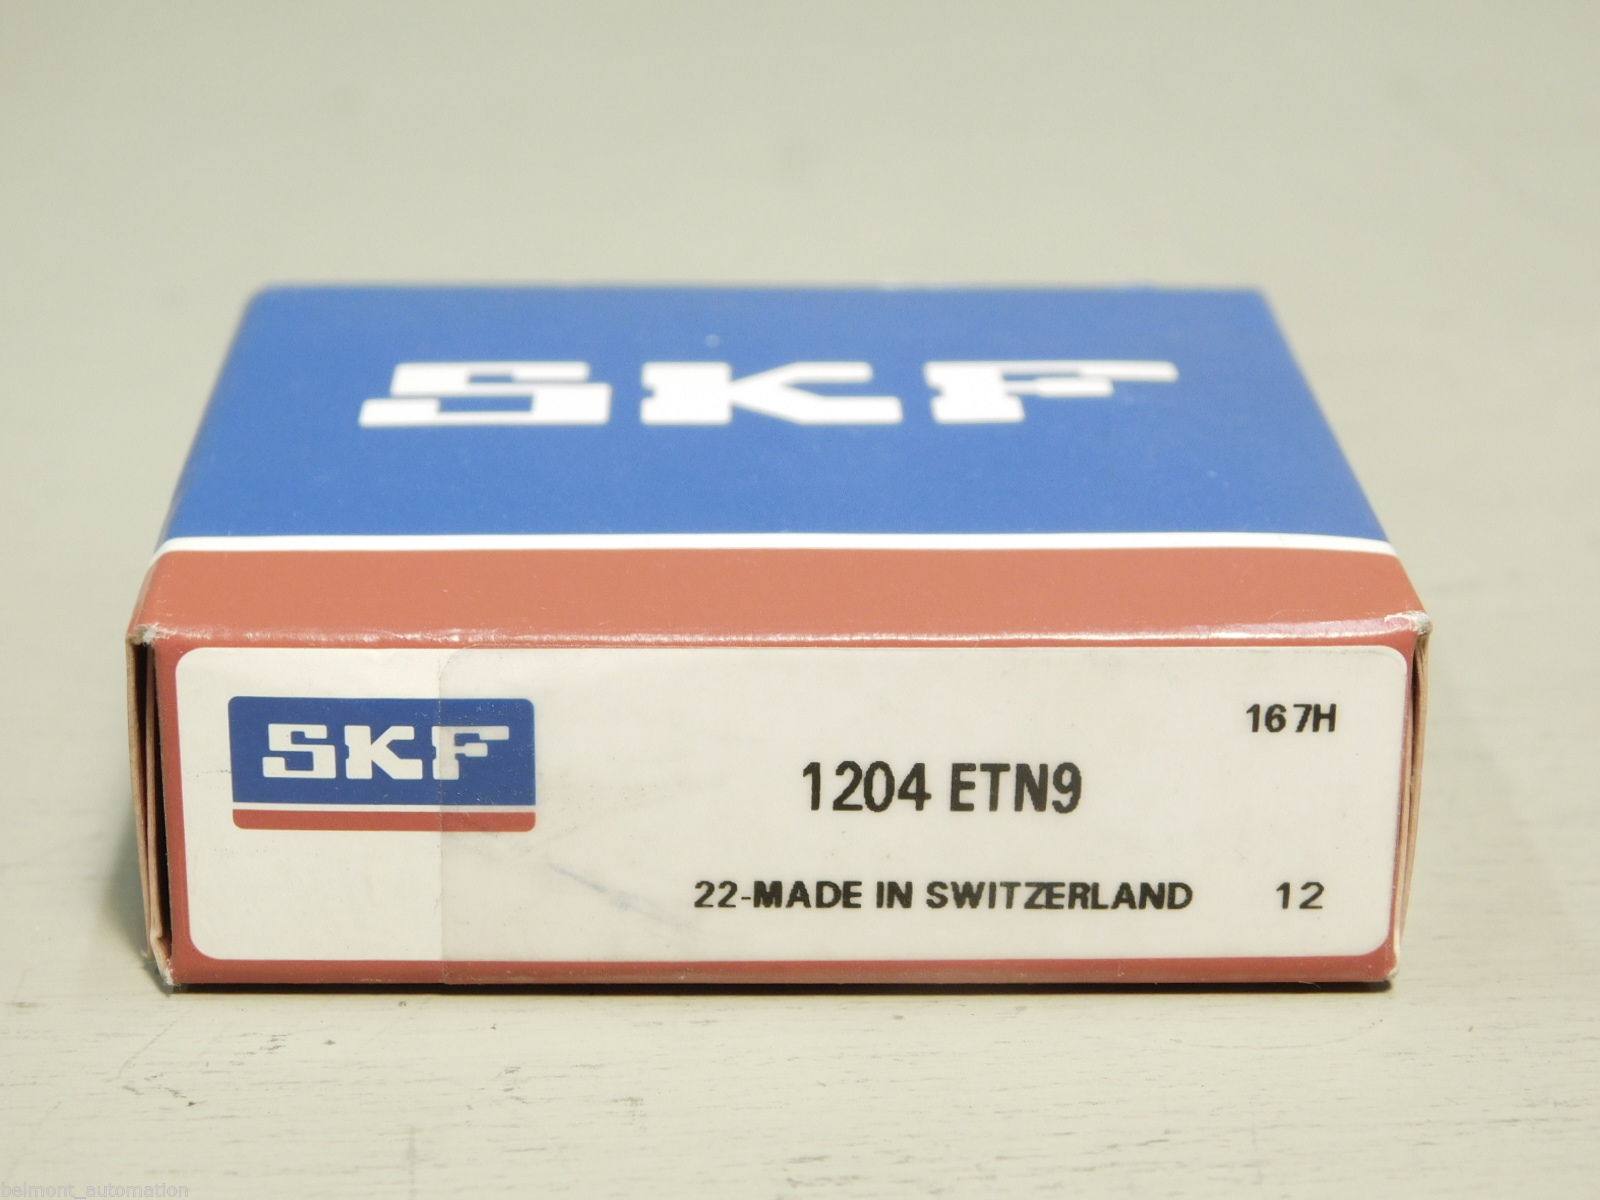 SKF
SKF
167H
1204 ETN9
22-MADE IN SWITZERLAND 12
belmont_automation